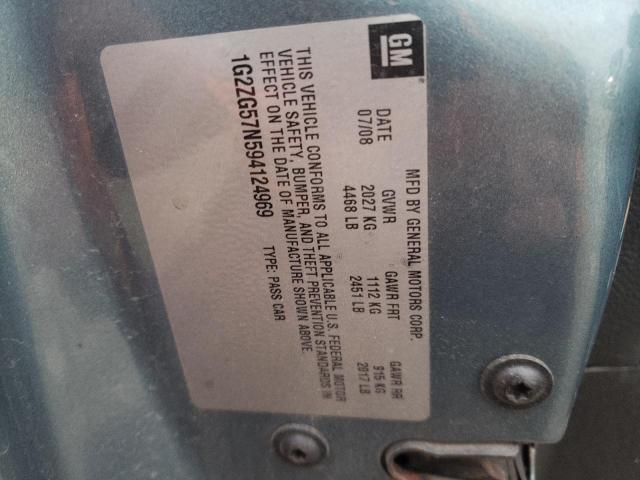 GM
MFD BY GENERAL MOTORS CORP.
DATE GVWR GAWR FRT GAWR RR
07/08 2027 KG 1112 KG 915 KG
4468 LB 2451 LB 2017 LB
THIS VEHICLE CONFORMS TO ALL APPLICABLE U.S. FEDERAL MOTOR
VEHICLE SAFETY, BUMPER, AND THEFT PREVENTION STANDARDS IN
EFFECT ON THE DATE OF MANUFACTURE SHOWN ABOVE.
1G2ZG57N594124969 TYPE: PASS CAR